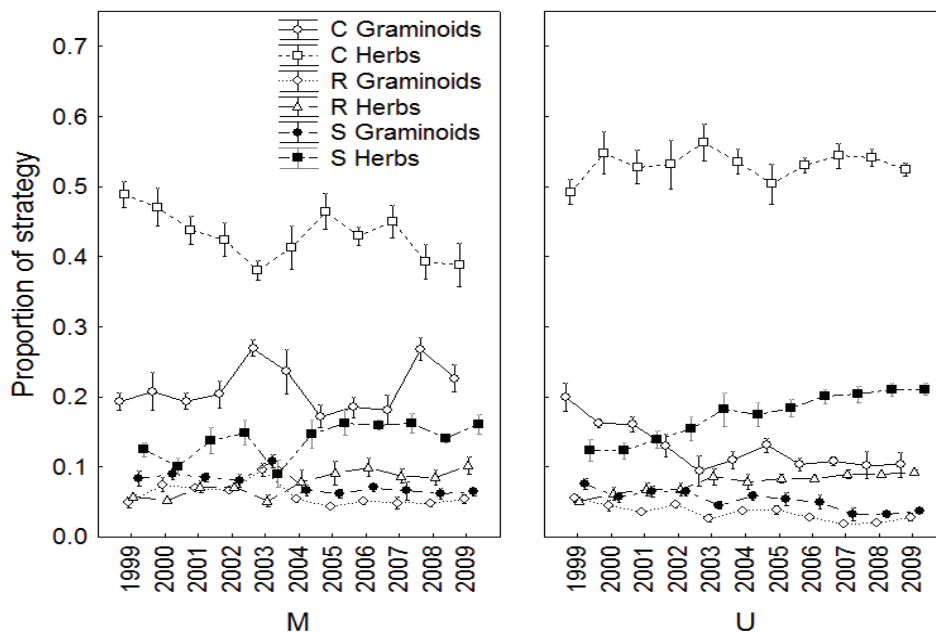 C Graminoids
C Herbs
R Graminoids
R Herbs
S Graminoids
S Herbs
Proportion of strategy
0.7
0.6
0.5
0.4
0.3
0.2
0.1
0.0
1999 2000 2001 2002 2003 2004 2005 2006 2007 2008 2009
M
1999 2000 2001 2002 2003 2004 2005 2006 2007 2008 2009
U